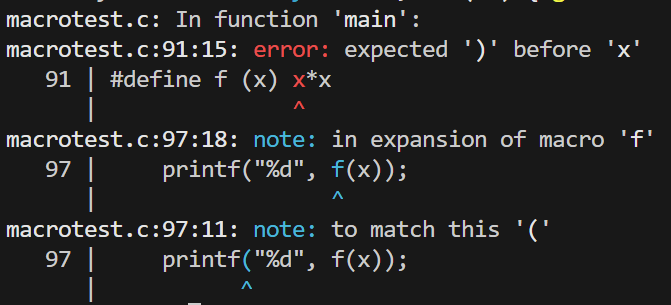 macrotest.c: In function 'main':
macrotest.c:91:15: error: expected ')' before 'x'
   91 | #define f (x) x*x
      |               ^
macrotest.c:97:18: note: in expansion of macro 'f'
   97 |     printf("%d", f(x));
      |                  ^
macrotest.c:97:11: note: to match this '('
   97 |     printf("%d", f(x));
      |           ^